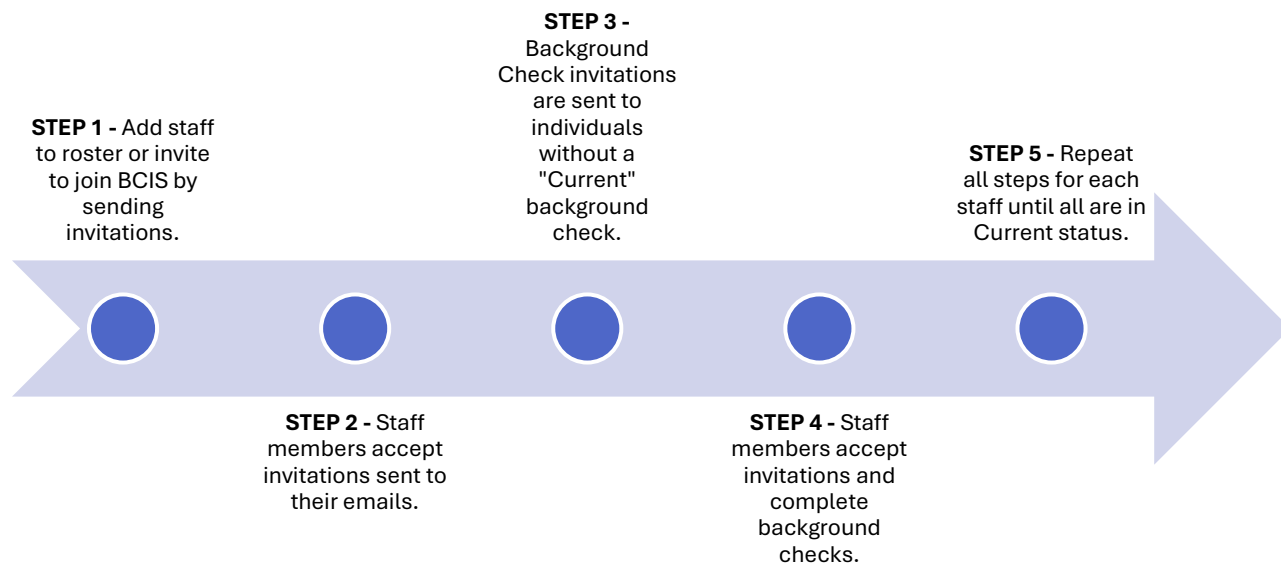 STEP 1 - Add staff
to roster or invite
to join BCIS by
sending
invitations.
STEP 2 - Staff
members accept
invitations sent to
their emails.
STEP 3 -
Background
Check invitations
are sent to
individuals
without a
"Current"
background
check.
STEP 4 - Staff
members accept
invitations and
complete
background
checks.
STEP 5 - Repeat
all steps for each
staff until all are in
Current status.